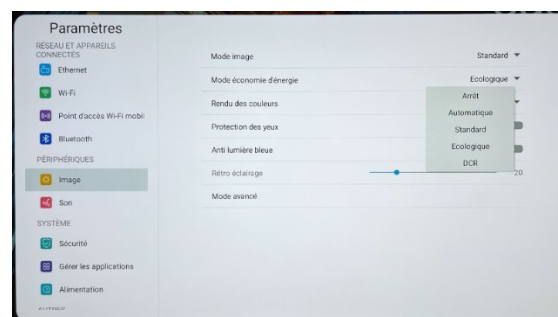 Paramètres
RÉSEAU ET APPAREILS
CONNECTÉS
Ethernet
Wi-Fi
Point d'accès Wi-Fi mobil
Bluetooth
PÉRIPHÉRIQUES
Image
Son
SYSTÈME
Sécurité
Gérer les applications
Alimentation
Mode image Standard
Mode économie d'énergie Ecologique
Rendu des couleurs
Protection des yeux
Anti lumière bleue
Rétro éclairage 20
Mode avancé
Arrêt
Automatique
Standard
Ecologique
DCR